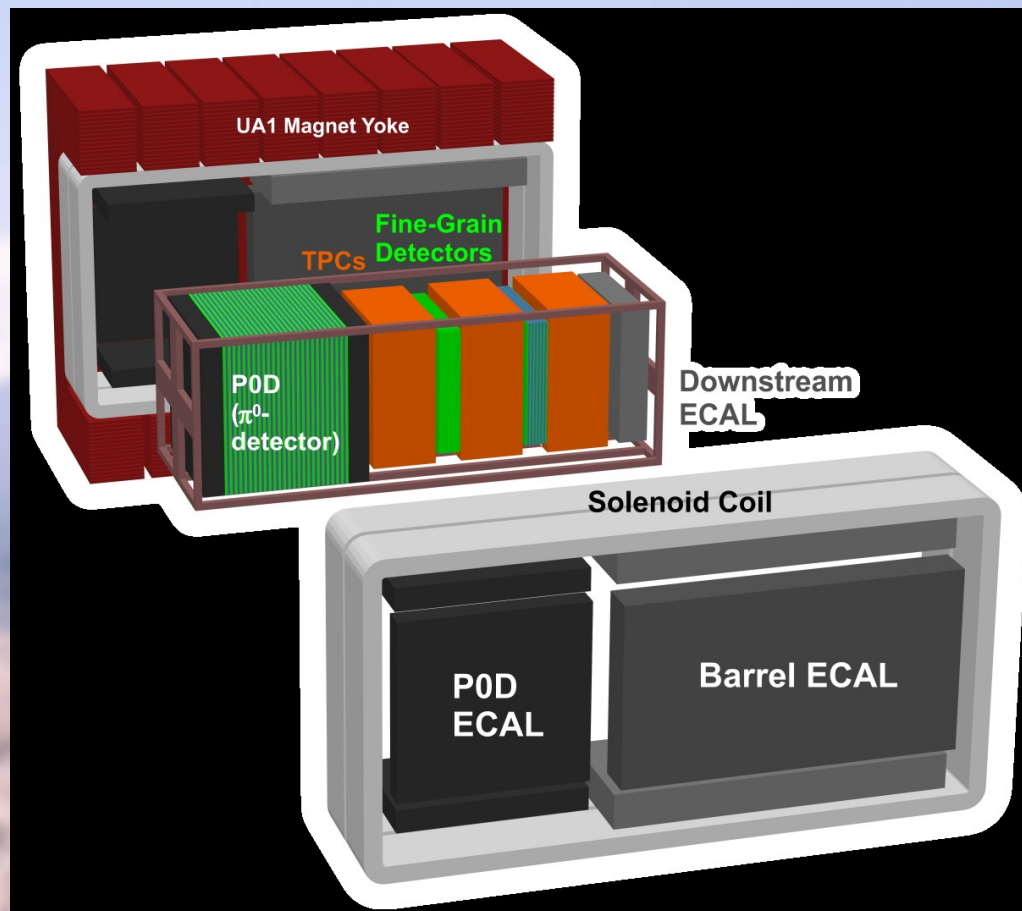 UA1 Magnet Yoke
Fine-Grain
Detectors
TPCs
P0D
(π⁰-
detector)
Downstream
ECAL
Solenoid Coil
P0D
ECAL
Barrel ECAL